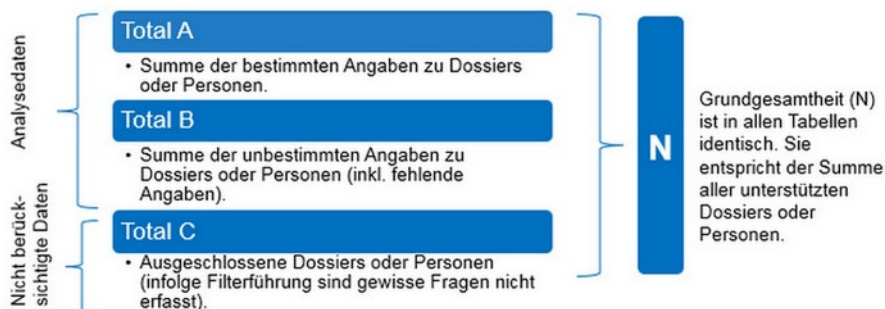 Analysedaten
Total A
• Summe der bestimmten Angaben zu Dossiers
oder Personen.
Total B
• Summe der unbestimmten Angaben zu
Dossiers oder Personen (inkl. fehlende
Angaben).
Nicht berück-
sichtigte Daten
Total C
• Ausgeschlossene Dossiers oder Personen
(infolge Filterführung sind gewisse Fragen nicht
erfasst).
N
Grundgesamtheit (N)
ist in allen Tabellen
identisch. Sie
entspricht der Summe
aller unterstützten
Dossiers oder
Personen.